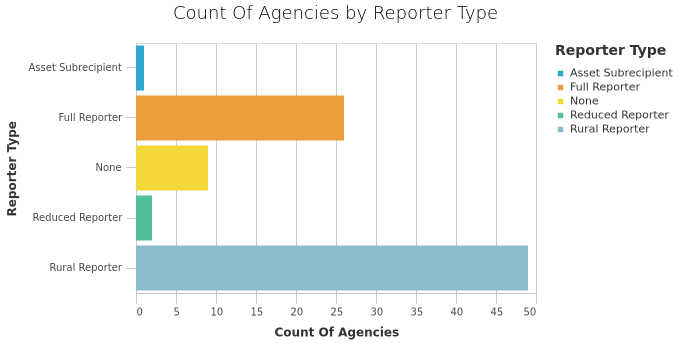 Count Of Agencies by Reporter Type
Reporter Type
Asset Subrecipient
Full Reporter
None
Reduced Reporter
Rural Reporter
0 5 10 15 20 25 30 35 40 45 50
Count Of Agencies
Reporter Type
Asset Subrecipient
Full Reporter
None
Reduced Reporter
Rural Reporter